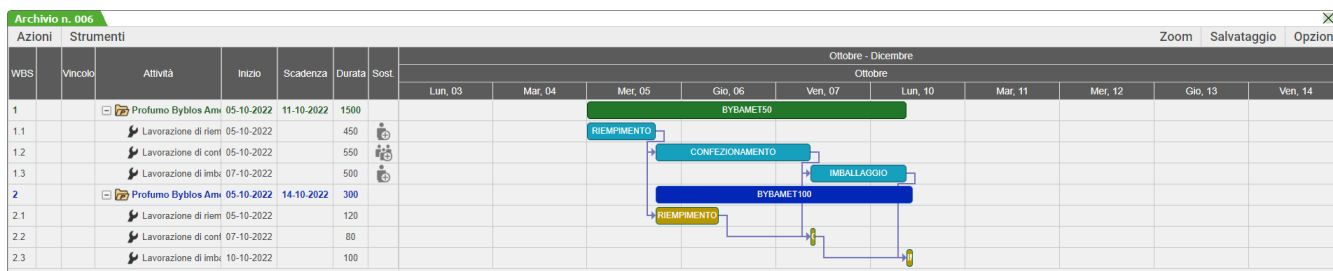 Archivio n. 006
Azioni Strumenti Zoom Salvataggio Opzion
Ottobre - Dicembre
WBS Vincolo Attività Inizio Scadenza Durata Sost. Ottobre
Lun, 03 Mar, 04 Mer, 05 Gio, 06 Ven, 07 Lun, 10 Mar, 11 Mer, 12 Gio, 13 Ven, 14
1 Profumo Byblos Ame 05-10-2022 11-10-2022 1500 BYBAMET50
1.1 Lavorazione di riem 05-10-2022 450 RIEMPIMENTO
1.2 Lavorazione di conf 05-10-2022 550 CONFEZIONAMENTO
1.3 Lavorazione di imba 07-10-2022 500 IMBALLAGGIO
2 Profumo Byblos Ame 05-10-2022 14-10-2022 300 BYBAMET100
2.1 Lavorazione di riem 05-10-2022 120 RIEMPIMENTO
2.2 Lavorazione di conf 07-10-2022 80
2.3 Lavorazione di imba 10-10-2022 100